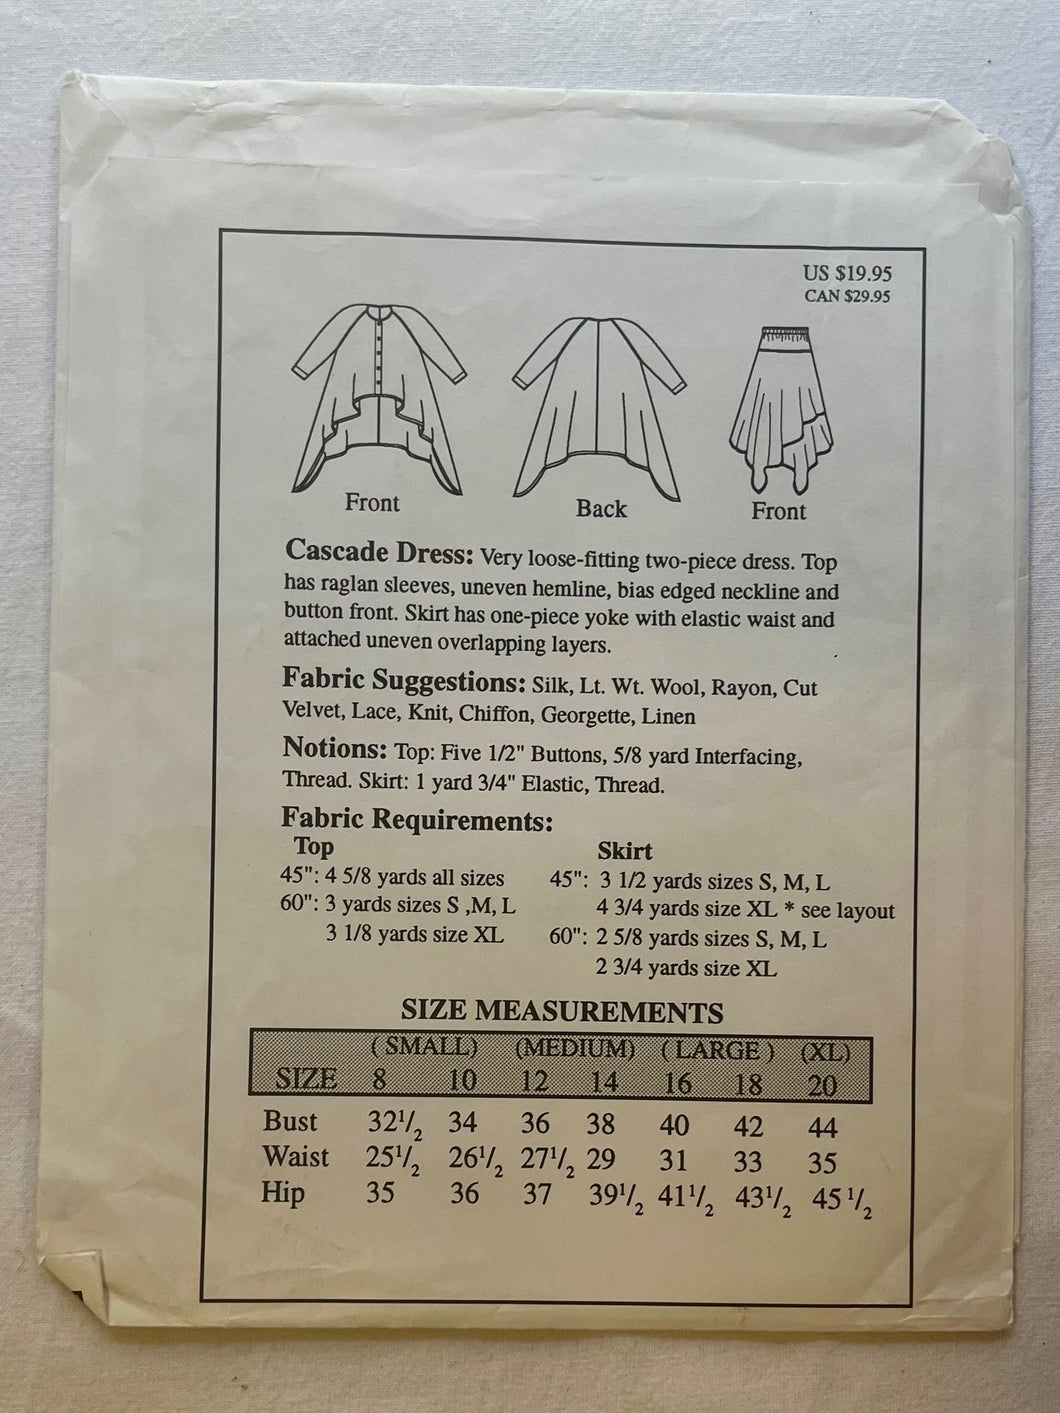 US $19.95
CAN $29.95
Front
Back
Front
Cascade Dress: Very loose-fitting two-piece dress. Top
has raglan sleeves, uneven hemline, bias edged neckline and
button front. Skirt has one-piece yoke with elastic waist and
attached uneven overlapping layers.
Fabric Suggestions: Silk, Lt. Wt. Wool, Rayon, Cut
Velvet, Lace, Knit, Chiffon, Georgette, Linen
Notions: Top: Five 1/2" Buttons, 5/8 yard Interfacing,
Thread. Skirt: 1 yard 3/4" Elastic, Thread.
Fabric Requirements:
Top
45": 4 5/8 yards all sizes
60": 3 yards sizes S ,M, L
3 1/8 yards size XL
Skirt
45": 3 1/2 yards sizes S, M, L
4 3/4 yards size XL * see layout
60": 2 5/8 yards sizes S, M, L
2 3/4 yards size XL
SIZE MEASUREMENTS
( SMALL) (MEDIUM) ( LARGE ) (XL)
SIZE 8 10 12 14 16 18 20
Bust 32 1/2 34 36 38 40 42 44
Waist 25 1/2 26 1/2 27 1/2 29 31 33 35
Hip 35 36 37 39 1/2 41 1/2 43 1/2 45 1/2